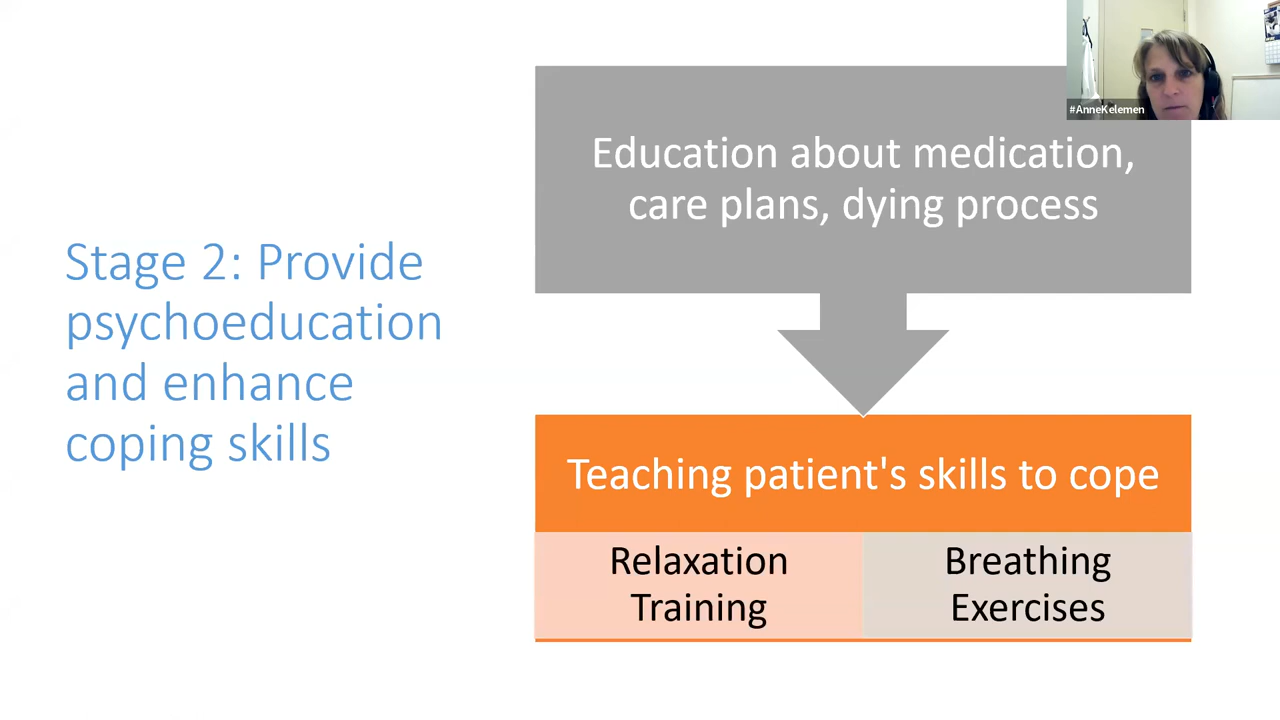 #AnneKelemen
Education about medication,
care plans, dying process
Stage 2: Provide
psychoeducation
and enhance
coping skills
Teaching patient's skills to cope
Relaxation
Training
Breathing
Exercises